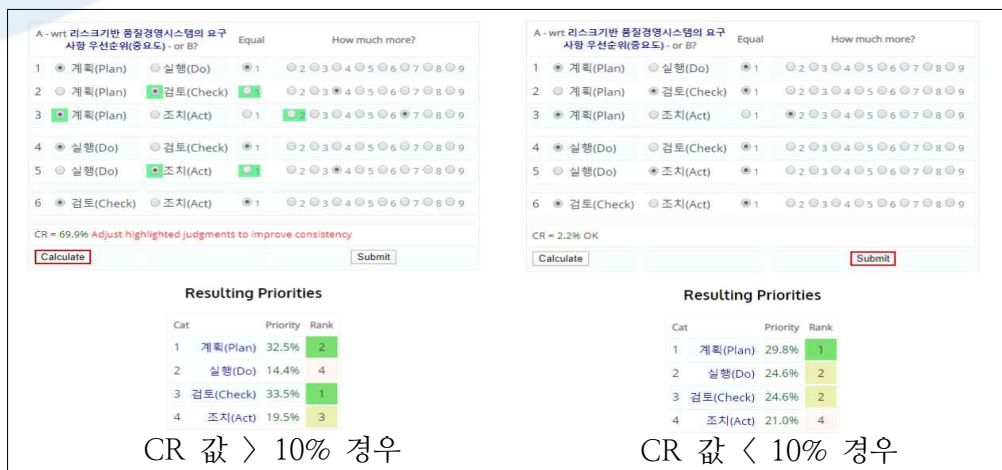 A - wrt 리스크기반 품질경영시스템의 요구사항 우선순위(중요도) - or B? Equal How much more?
1 계획(Plan) 실행(Do) 1 2 3 4 5 6 7 8 9
2 계획(Plan) 검토(Check) 1 2 3 4 5 6 7 8 9
3 계획(Plan) 조치(Act) 1 2 3 4 5 6 7 8 9
4 실행(Do) 검토(Check) 1 2 3 4 5 6 7 8 9
5 실행(Do) 조치(Act) 1 2 3 4 5 6 7 8 9
6 검토(Check) 조치(Act) 1 2 3 4 5 6 7 8 9
CR = 69.9% Adjust highlighted judgments to improve consistency
Calculate Submit
Resulting Priorities
Cat Priority Rank
1 계획(Plan) 32.5% 2
2 실행(Do) 14.4% 4
3 검토(Check) 33.5% 1
4 조치(Act) 19.5% 3
CR 값 > 10% 경우
A - wrt 리스크기반 품질경영시스템의 요구사항 우선순위(중요도) - or B? Equal How much more?
1 계획(Plan) 실행(Do) 1 2 3 4 5 6 7 8 9
2 계획(Plan) 검토(Check) 1 2 3 4 5 6 7 8 9
3 계획(Plan) 조치(Act) 1 2 3 4 5 6 7 8 9
4 실행(Do) 검토(Check) 1 2 3 4 5 6 7 8 9
5 실행(Do) 조치(Act) 1 2 3 4 5 6 7 8 9
6 검토(Check) 조치(Act) 1 2 3 4 5 6 7 8 9
CR = 2.2% OK
Calculate Submit
Resulting Priorities
Cat Priority Rank
1 계획(Plan) 29.8% 1
2 실행(Do) 24.6% 2
3 검토(Check) 24.6% 2
4 조치(Act) 21.0% 4
CR 값 < 10% 경우